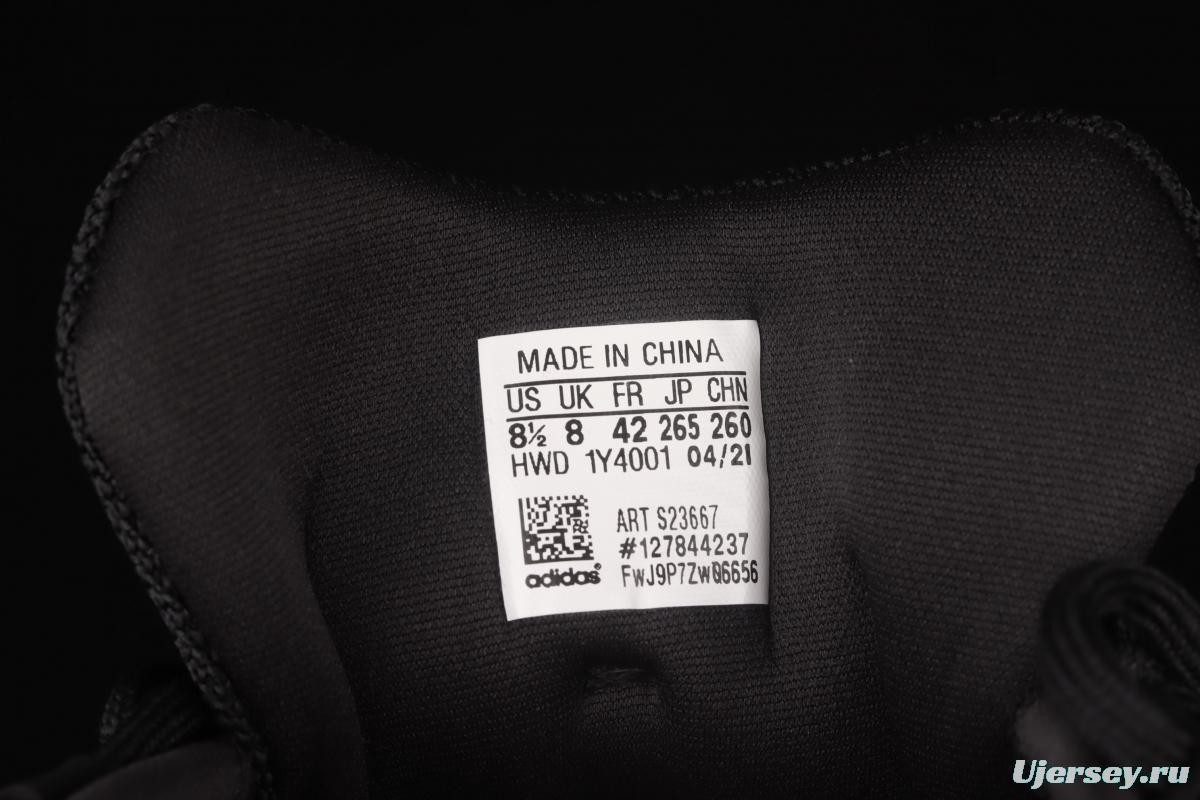 MADE IN CHINA
US UK FR JP CHN
8½ 8 42 265 260
HWD 1Y4001 04/21
ART S23667
#127844237
adidas® FwJ9P7Zw06656
Ujersey.ru